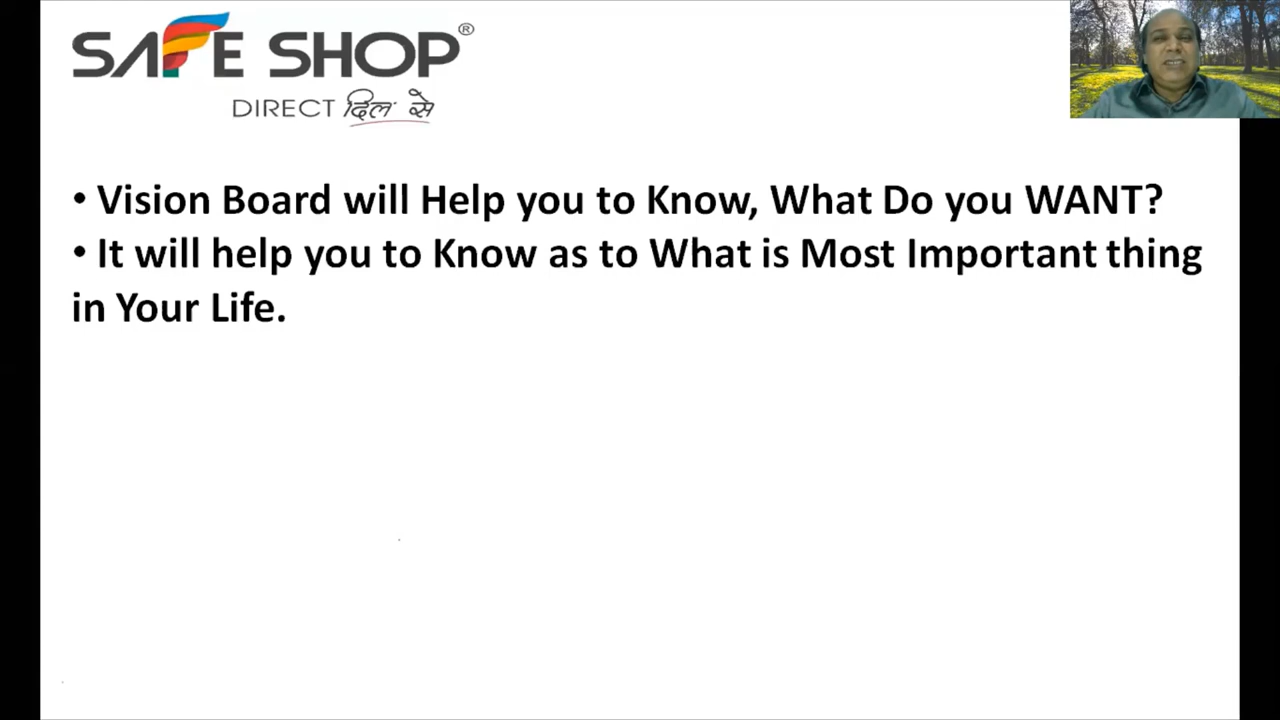 SAFE SHOP®
DIRECT दिल से
• Vision Board will Help you to Know, What Do you WANT?
• It will help you to Know as to What is Most Important thing
in Your Life.